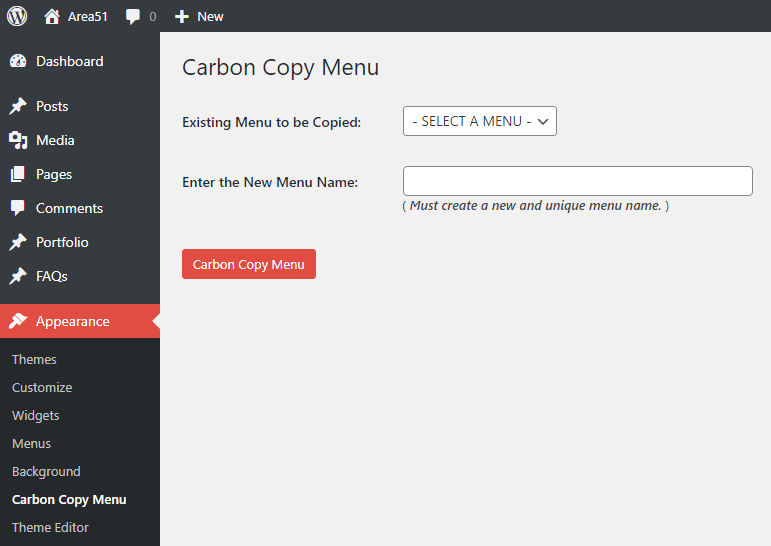 Area51 0 New
Dashboard
Posts
Media
Pages
Comments
Portfolio
FAQs
Appearance
Themes
Customize
Widgets
Menus
Background
Carbon Copy Menu
Theme Editor
Carbon Copy Menu
Existing Menu to be Copied: - SELECT A MENU -
Enter the New Menu Name:
( Must create a new and unique menu name. )
Carbon Copy Menu